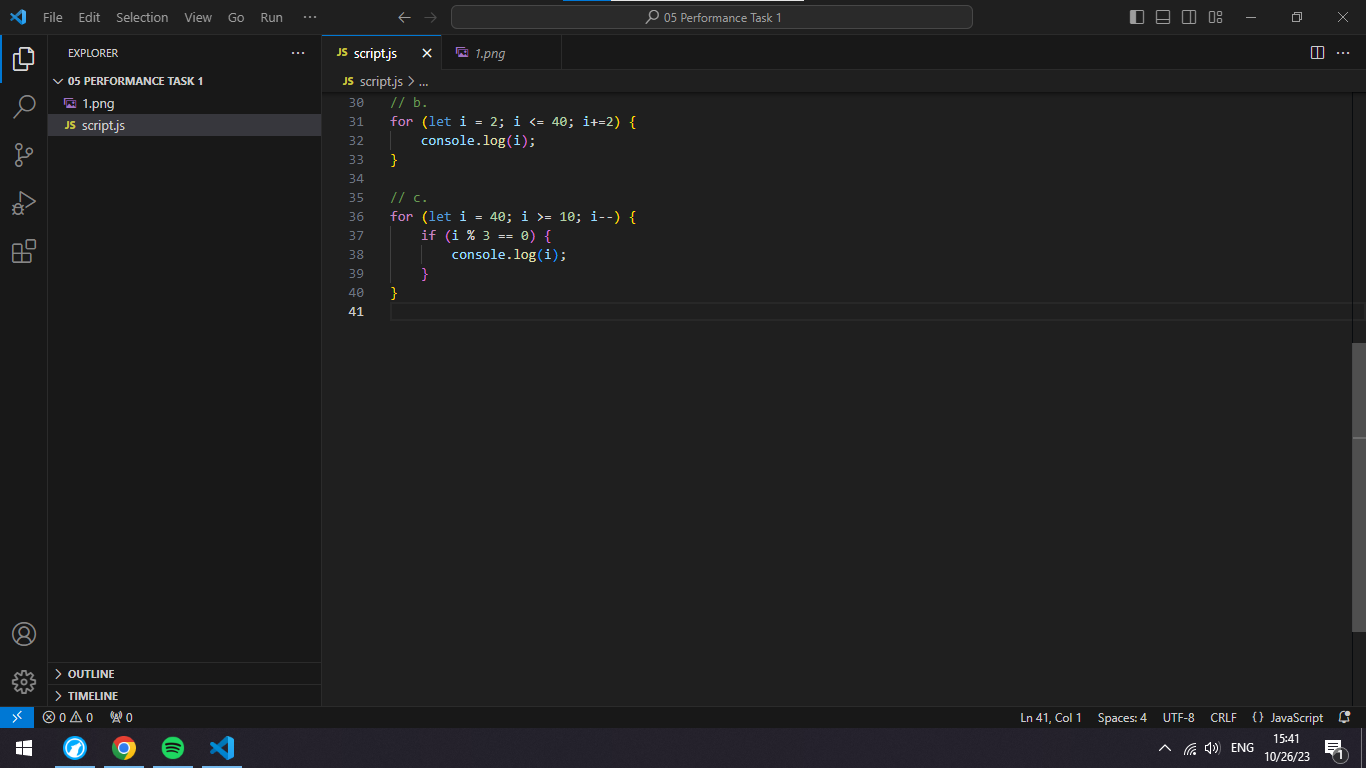 File Edit Selection View Go Run ···
05 Performance Task 1
EXPLORER
05 PERFORMANCE TASK 1
1.png
JS script.js
OUTLINE
TIMELINE
JS script.js
1.png
JS script.js > ...
30 // b.
31 for (let i = 2; i <= 40; i+=2) {
32 console.log(i);
33 }
34
35 // c.
36 for (let i = 40; i >= 10; i--) {
37 if (i % 3 == 0) {
38 console.log(i);
39 }
40 }
41
0 0 0 Ln 41, Col 1 Spaces: 4 UTF-8 CRLF {} JavaScript
ENG 15:41
10/26/23 1